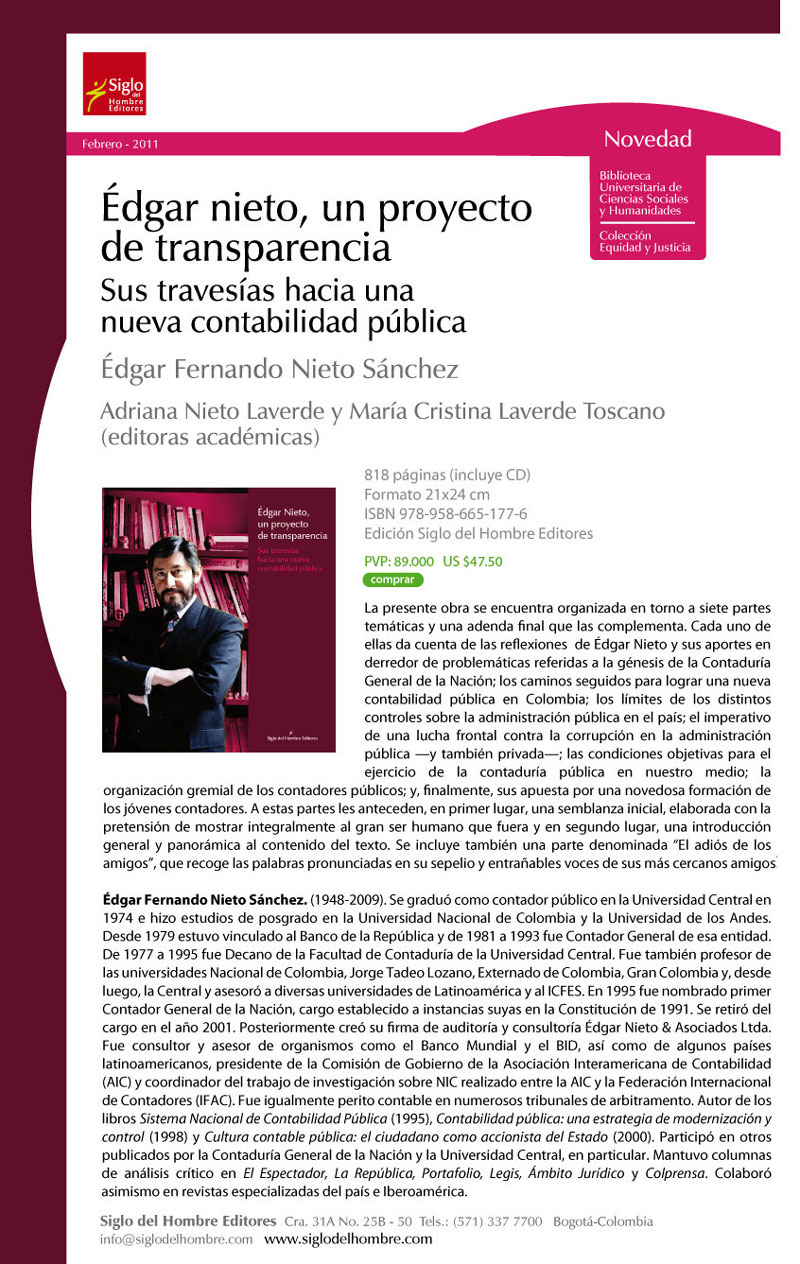 Siglo
del
Hombre
Editores
Febrero - 2011
Novedad
Biblioteca
Universitaria de
Ciencias Sociales
y Humanidades
Colección
Equidad y Justicia
Édgar nieto, un proyecto
de transparencia
Sus travesías hacia una
nueva contabilidad pública
Édgar Fernando Nieto Sánchez
Adriana Nieto Laverde y María Cristina Laverde Toscano
(editoras académicas)
818 páginas (incluye CD)
Formato 21x24 cm
ISBN 978-958-665-177-6
Edición Siglo del Hombre Editores
PVP: 89.000 US $47.50
comprar
Édgar Nieto,
un proyecto
de transparencia
Sus travesías
hacia una nueva
contabilidad pública
Siglo del Hombre Editores
La presente obra se encuentra organizada en torno a siete partes
temáticas y una adenda final que las complementa. Cada uno de
ellas da cuenta de las reflexiones de Édgar Nieto y sus aportes en
derredor de problemáticas referidas a la génesis de la Contaduría
General de la Nación; los caminos seguidos para lograr una nueva
contabilidad pública en Colombia; los límites de los distintos
controles sobre la administración pública en el país; el imperativo
de una lucha frontal contra la corrupción en la administración
pública —y también privada—; las condiciones objetivas para el
ejercicio de la contaduría pública en nuestro medio; la
organización gremial de los contadores públicos; y, finalmente, sus apuesta por una novedosa formación de
los jóvenes contadores. A estas partes les anteceden, en primer lugar, una semblanza inicial, elaborada con la
pretensión de mostrar integralmente al gran ser humano que fuera y en segundo lugar, una introducción
general y panorámica al contenido del texto. Se incluye también una parte denominada “El adiós de los
amigos”, que recoge las palabras pronunciadas en su sepelio y entrañables voces de sus más cercanos amigos.
Édgar Fernando Nieto Sánchez. (1948-2009). Se graduó como contador público en la Universidad Central en
1974 e hizo estudios de posgrado en la Universidad Nacional de Colombia y la Universidad de los Andes.
Desde 1979 estuvo vinculado al Banco de la República y de 1981 a 1993 fue Contador General de esa entidad.
De 1977 a 1995 fue Decano de la Facultad de Contaduría de la Universidad Central. Fue también profesor de
las universidades Nacional de Colombia, Jorge Tadeo Lozano, Externado de Colombia, Gran Colombia y, desde
luego, la Central y asesoró a diversas universidades de Latinoamérica y al ICFES. En 1995 fue nombrado primer
Contador General de la Nación, cargo establecido a instancias suyas en la Constitución de 1991. Se retiró del
cargo en el año 2001. Posteriormente creó su firma de auditoría y consultoría Édgar Nieto & Asociados Ltda.
Fue consultor y asesor de organismos como el Banco Mundial y el BID, así como de algunos países
latinoamericanos, presidente de la Comisión de Gobierno de la Asociación Interamericana de Contabilidad
(AIC) y coordinador del trabajo de investigación sobre NIC realizado entre la AIC y la Federación Internacional
de Contadores (IFAC). Fue igualmente perito contable en numerosos tribunales de arbitramento. Autor de los
libros Sistema Nacional de Contabilidad Pública (1995), Contabilidad pública: una estrategia de modernización y
control (1998) y Cultura contable pública: el ciudadano como accionista del Estado (2000). Participó en otros
publicados por la Contaduría General de la Nación y la Universidad Central, en particular. Mantuvo columnas
de análisis crítico en El Espectador, La República, Portafolio, Legis, Ámbito Jurídico y Colprensa. Colaboró
asimismo en revistas especializadas del país e Iberoamérica.
Siglo del Hombre Editores Cra. 31A No. 25B - 50 Tels.: (571) 337 7700 Bogotá-Colombia
info@siglodelhombre.com www.siglodelhombre.com